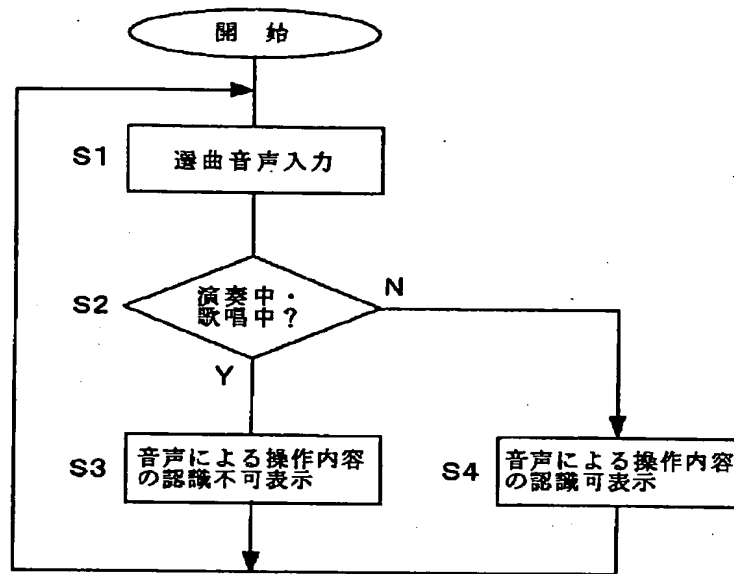 開始
S1
選曲音声入力
S2
演奏中・
歌唱中？
N
Y
S3
音声による操作内容
の認識不可表示
S4
音声による操作内容
の認識可表示